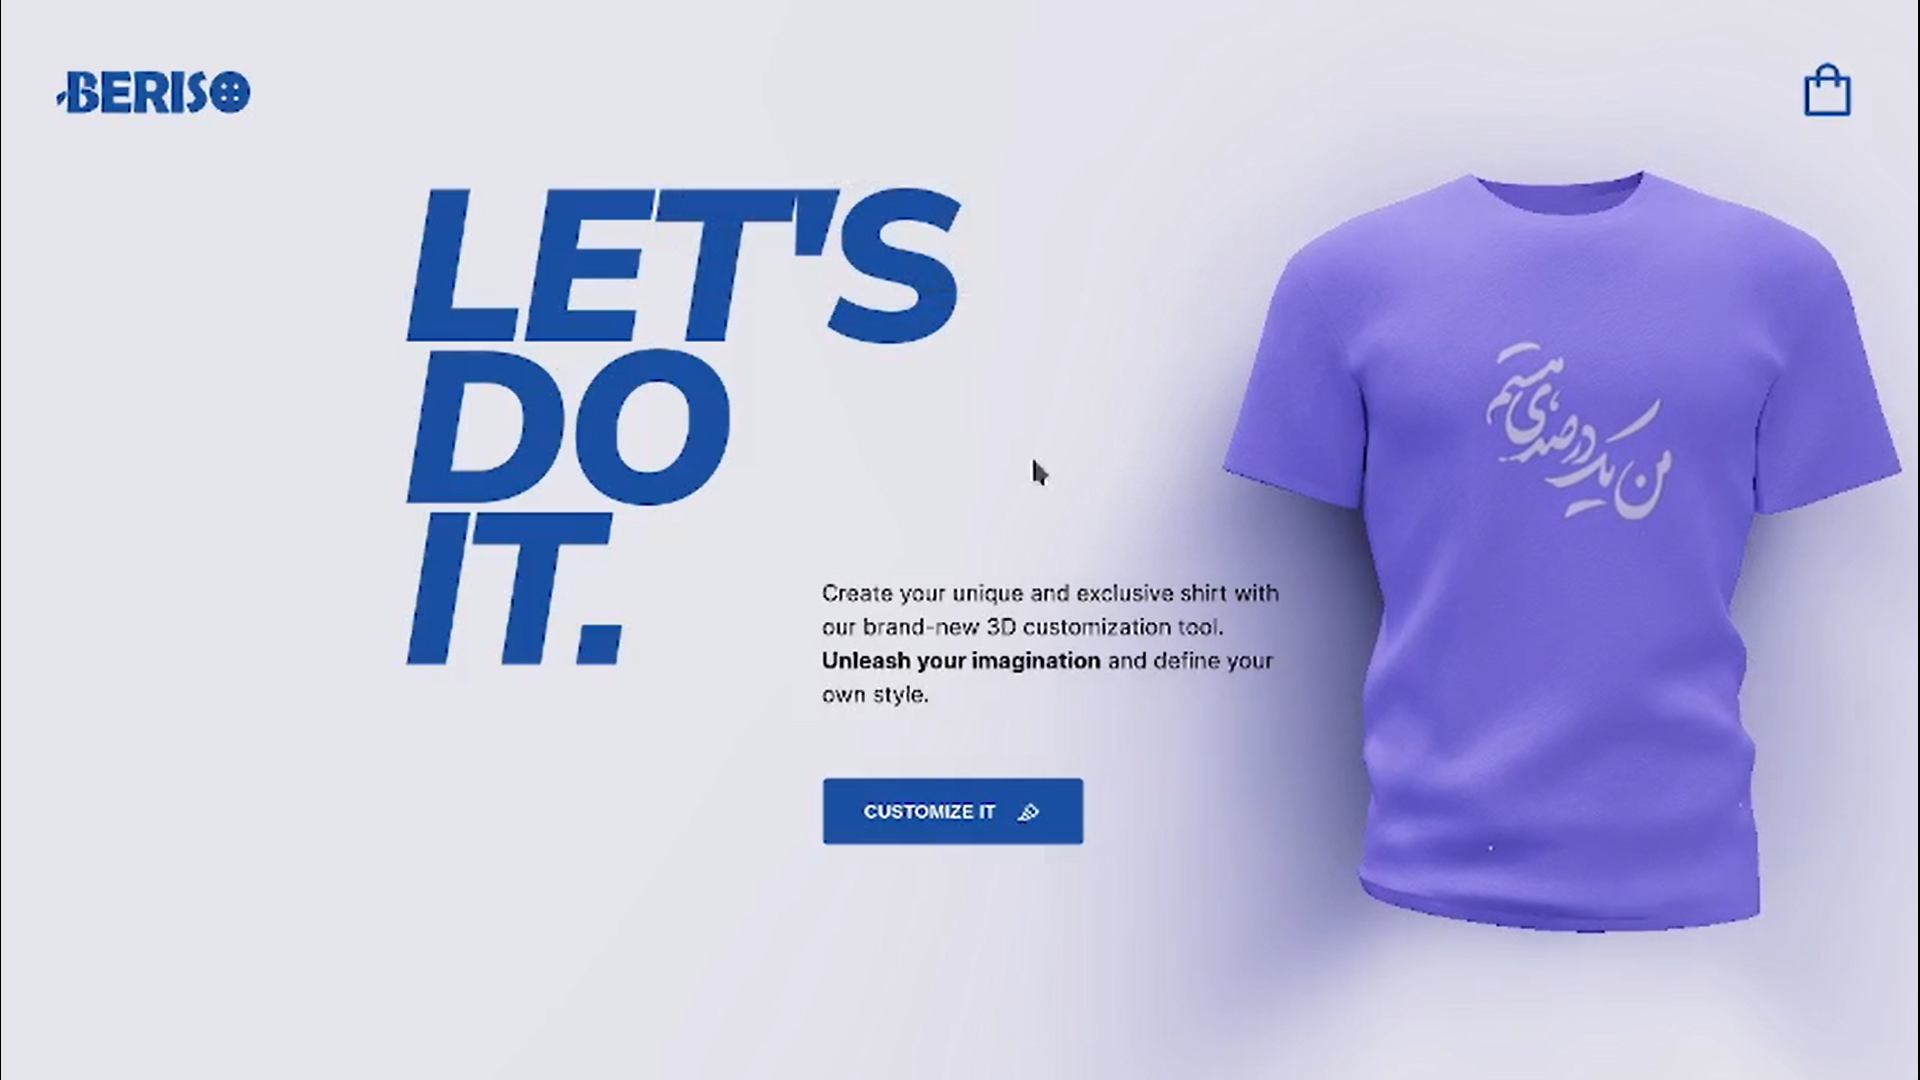 BERISO
LET'S
DO
IT.
من یک درصدی هستم
Create your unique and exclusive shirt with
our brand-new 3D customization tool.
Unleash your imagination and define your
own style.
CUSTOMIZE IT